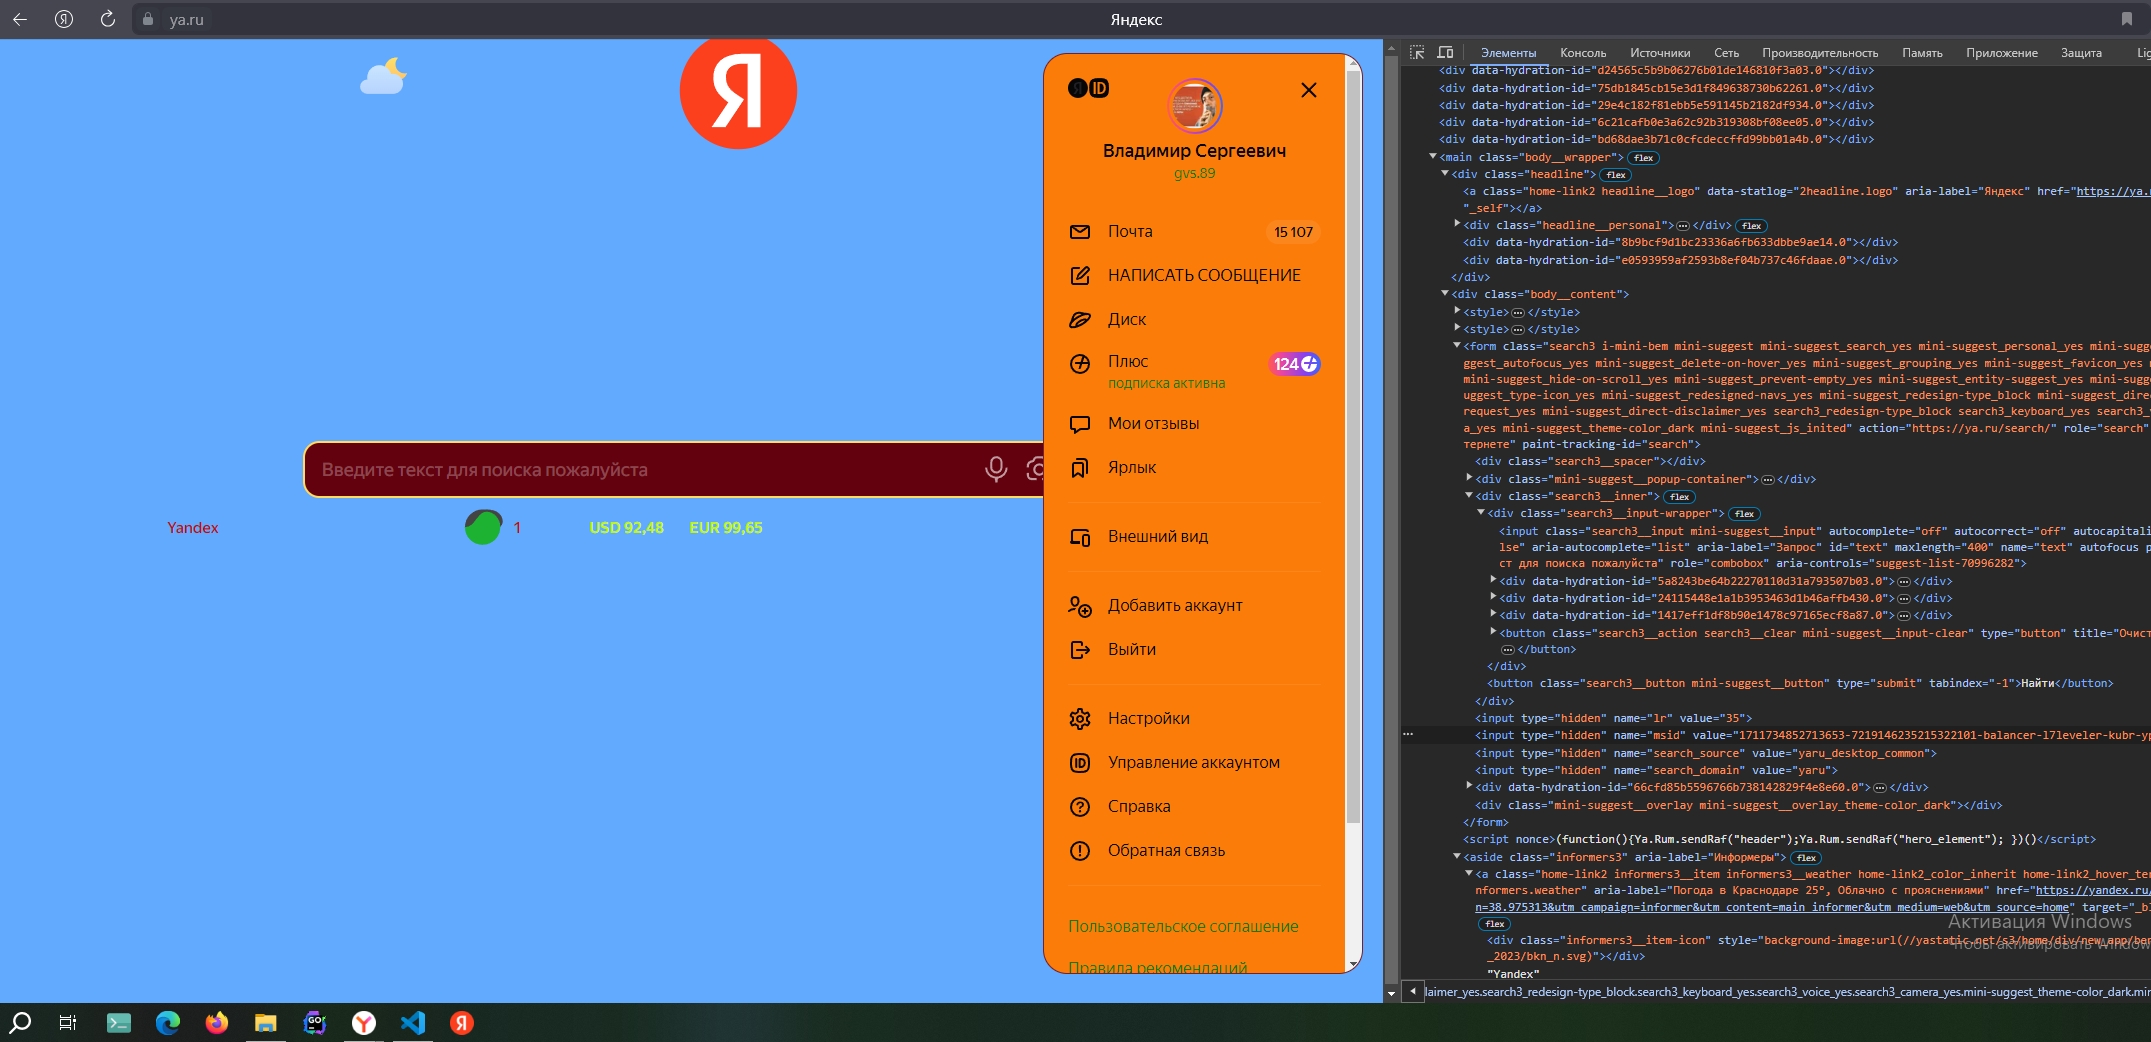 ya.ru
Яндекс
Я
ID
Владимир Сергеевич
gvs.89
Почта 15 107
НАПИСАТЬ СООБЩЕНИЕ
Диск
Плюс 124
подписка активна
Мои отзывы
Ярлык
Внешний вид
Добавить аккаунт
Выйти
Настройки
Управление аккаунтом
Справка
Обратная связь
Пользовательское соглашение
Правила рекомендаций
Введите текст для поиска пожалуйста
Yandex 1 USD 92,48 EUR 99,65
Элементы Консоль Источники Сеть Производительность Память Приложение Защита Lig
<div data-hydration-id="d24565c5b9b06276b01de146810f3a03.0"></div>
<div data-hydration-id="75db1845cb15e3d1f849638730b62261.0"></div>
<div data-hydration-id="29e4c182f81ebb5e591145b2182df934.0"></div>
<div data-hydration-id="6c21cafb0e3a62c92b319308bf08ee05.0"></div>
<div data-hydration-id="bd68dae3b71c0cfcdeccffd99bb01a4b.0"></div>
<main class="body__wrapper"> flex
<div class="headline"> flex
<a class="home-link2 headline__logo" data-statlog="2headline.logo" aria-label="Яндекс" href="https://ya.
"_self"></a>
<div class="headline__personal">…</div> flex
<div data-hydration-id="8b9bcf9d1bc23336a6fb633dbbe9ae14.0"></div>
<div data-hydration-id="e0593959af2593b8ef04b737c46fdaae.0"></div>
</div>
<div class="body__content">
<style>…</style>
<style>…</style>
<form class="search3 i-mini-bem mini-suggest mini-suggest_search_yes mini-suggest_personal_yes mini-sugg
ggest_autofocus_yes mini-suggest_delete-on-hover_yes mini-suggest_grouping_yes mini-suggest_favicon_yes
mini-suggest_hide-on-scroll_yes mini-suggest_prevent-empty_yes mini-suggest_entity-suggest_yes mini-sugg
uggest_type-icon_yes mini-suggest_redesigned-navs_yes mini-suggest_redesign-type_block mini-suggest_direc
request_yes mini-suggest_direct-disclaimer_yes search3_redesign-type_block search3_keyboard_yes search3_
a_yes mini-suggest_theme-color_dark mini-suggest_js_inited" action="https://ya.ru/search/" role="search"
тернете" paint-tracking-id="search">
<div class="search3__spacer"></div>
<div class="mini-suggest__popup-container">…</div>
<div class="search3__inner"> flex
<div class="search3__input-wrapper"> flex
<input class="search3__input mini-suggest__input" autocomplete="off" autocorrect="off" autocapitali
lse" aria-autocomplete="list" aria-label="Запрос" id="text" maxlength="400" name="text" autofocus p
ст для поиска пожалуйста" role="combobox" aria-controls="suggest-list-70996282">
<div data-hydration-id="5a8243be64b22270110d31a793507b03.0">…</div>
<div data-hydration-id="24115448e1a1b3953463d1b46affb430.0">…</div>
<div data-hydration-id="1417eff1df8b90e1478c97165ecf8a87.0">…</div>
<button class="search3__action search3__clear mini-suggest__input-clear" type="button" title="Очист
…</button>
</div>
<button class="search3__button mini-suggest__button" type="submit" tabindex="-1">Найти</button>
</div>
<input type="hidden" name="lr" value="35">
<input type="hidden" name="msid" value="1711734852713653-7219146235215322101-balancer-l7leveler-kubr-yp
<input type="hidden" name="search_source" value="yaru_desktop_common">
<input type="hidden" name="search_domain" value="yaru">
<div data-hydration-id="66cfd85b5596766b738142829f4e8e60.0">…</div>
<div class="mini-suggest__overlay mini-suggest__overlay_theme-color_dark"></div>
</form>
<script nonce>(function(){Ya.Rum.sendRaf("header");Ya.Rum.sendRaf("hero_element"); })()</script>
<aside class="informers3" aria-label="Информеры"> flex
<a class="home-link2 informers3__item informers3__weather home-link2_color_inherit home-link2_hover_te
nformers.weather" aria-label="Погода в Краснодаре 25°, Облачно с прояснениями" href="https://yandex.ru/
n=38.975313&utm_campaign=informer&utm_content=main_informer&utm_medium=web&utm_source=home" target="_bl
flex
<div class="informers3__item-icon" style="background-image:url(//yastatic.net/s3/home/div/new_app/
_2023/bkn_n.svg)"></div>
"Yandex"
Активация Windows
Чтобы активировать Window
laimer_yes.search3_redesign-type_block.search3_keyboard_yes.search3_voice_yes.search3_camera_yes.mini-suggest_theme-color_dark.min
GO
Я